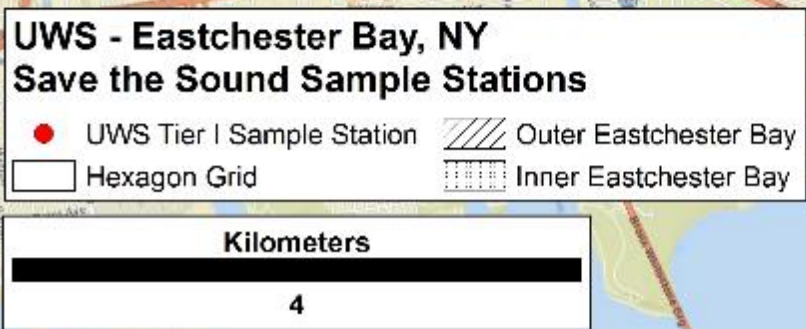 UWS - Eastchester Bay, NY
Save the Sound Sample Stations
UWS Tier I Sample Station
Outer Eastchester Bay
Hexagon Grid
Inner Eastchester Bay
Kilometers
4